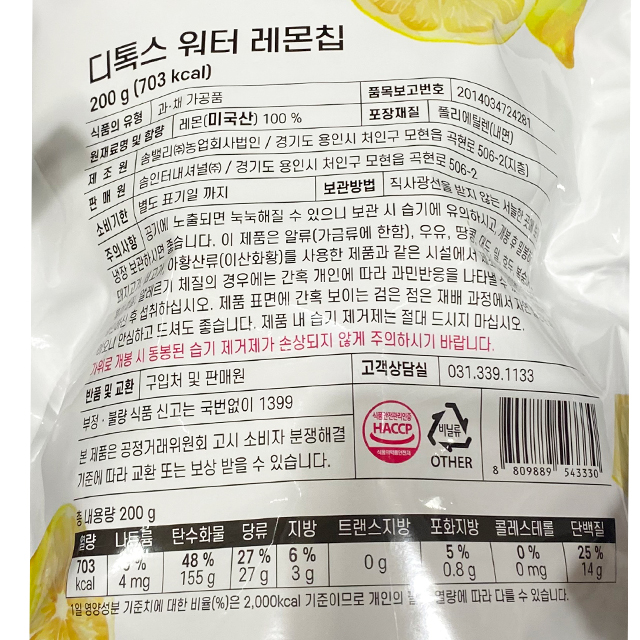 디톡스 워터 레몬칩
200 g (703 kcal)
식품의 유형 과·채 가공품 품목보고번호 2014034724281
원재료명 및 함량 레몬(미국산) 100 % 포장재질 폴리에틸렌(내면)
제 조 원 솜밸리㈜농업회사법인 / 경기도 용인시 처인구 모현읍 곡현로 506-2(지층)
판 매 원 솜인터내셔널㈜ / 경기도 용인시 처인구 모현읍 곡현로 506-2
소비기한 별도 표기일 까지 보관방법 직사광선을 받지 않는 서늘한
주의사항 공기에 노출되면 눅눅해질 수 있으니 보관 시 습기에 유의하시고 개봉 후
냉장 보관하시면 좋습니다. 이 제품은 알류(가금류에 한함), 우유, 땅콩,
아황산류(이산화황)를 사용한 제품과 같은 시설에서
알레르기 체질의 경우에는 간혹 개인에 따라 과민반응을 나타낼 수
후 섭취하십시오. 제품 표면에 간혹 보이는 검은 점은 재배 과정에서
안심하고 드셔도 좋습니다. 제품 내 습기 제거제는 절대 드시지 마십시오.
가위로 개봉 시 동봉된 습기 제거제가 손상되지 않게 주의하시기 바랍니다.
반품 및 교환 구입처 및 판매원 고객상담실 031.339.1133
부정·불량 식품 신고는 국번없이 1399
본 제품은 공정거래위원회 고시 소비자 분쟁해결
기준에 따라 교환 또는 보상 받을 수 있습니다.
식품 안전관리인증
HACCP
식품의약품안전처
비닐류
OTHER
8 809889 543330
총 내용량 200 g
열량 나트륨 탄수화물 당류 지방 트랜스지방 포화지방 콜레스테롤 단백질
703 kcal 4 mg 48 % 155 g 27 % 27 g 6 % 3 g 0 g 5 % 0.8 g 0 % 0 mg 25 % 14 g
1일 영양성분 기준치에 대한 비율(%)은 2,000kcal 기준이므로 개인의 열량에 따라 다를 수 있습니다.